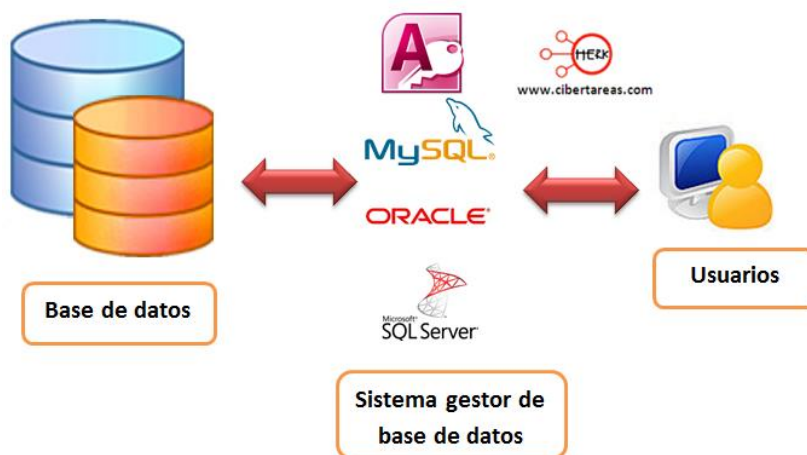 A
HERK
www.cibertareas.com
MySQL®
ORACLE®
Microsoft®
SQL Server®
Base de datos
Usuarios
Sistema gestor de
base de datos